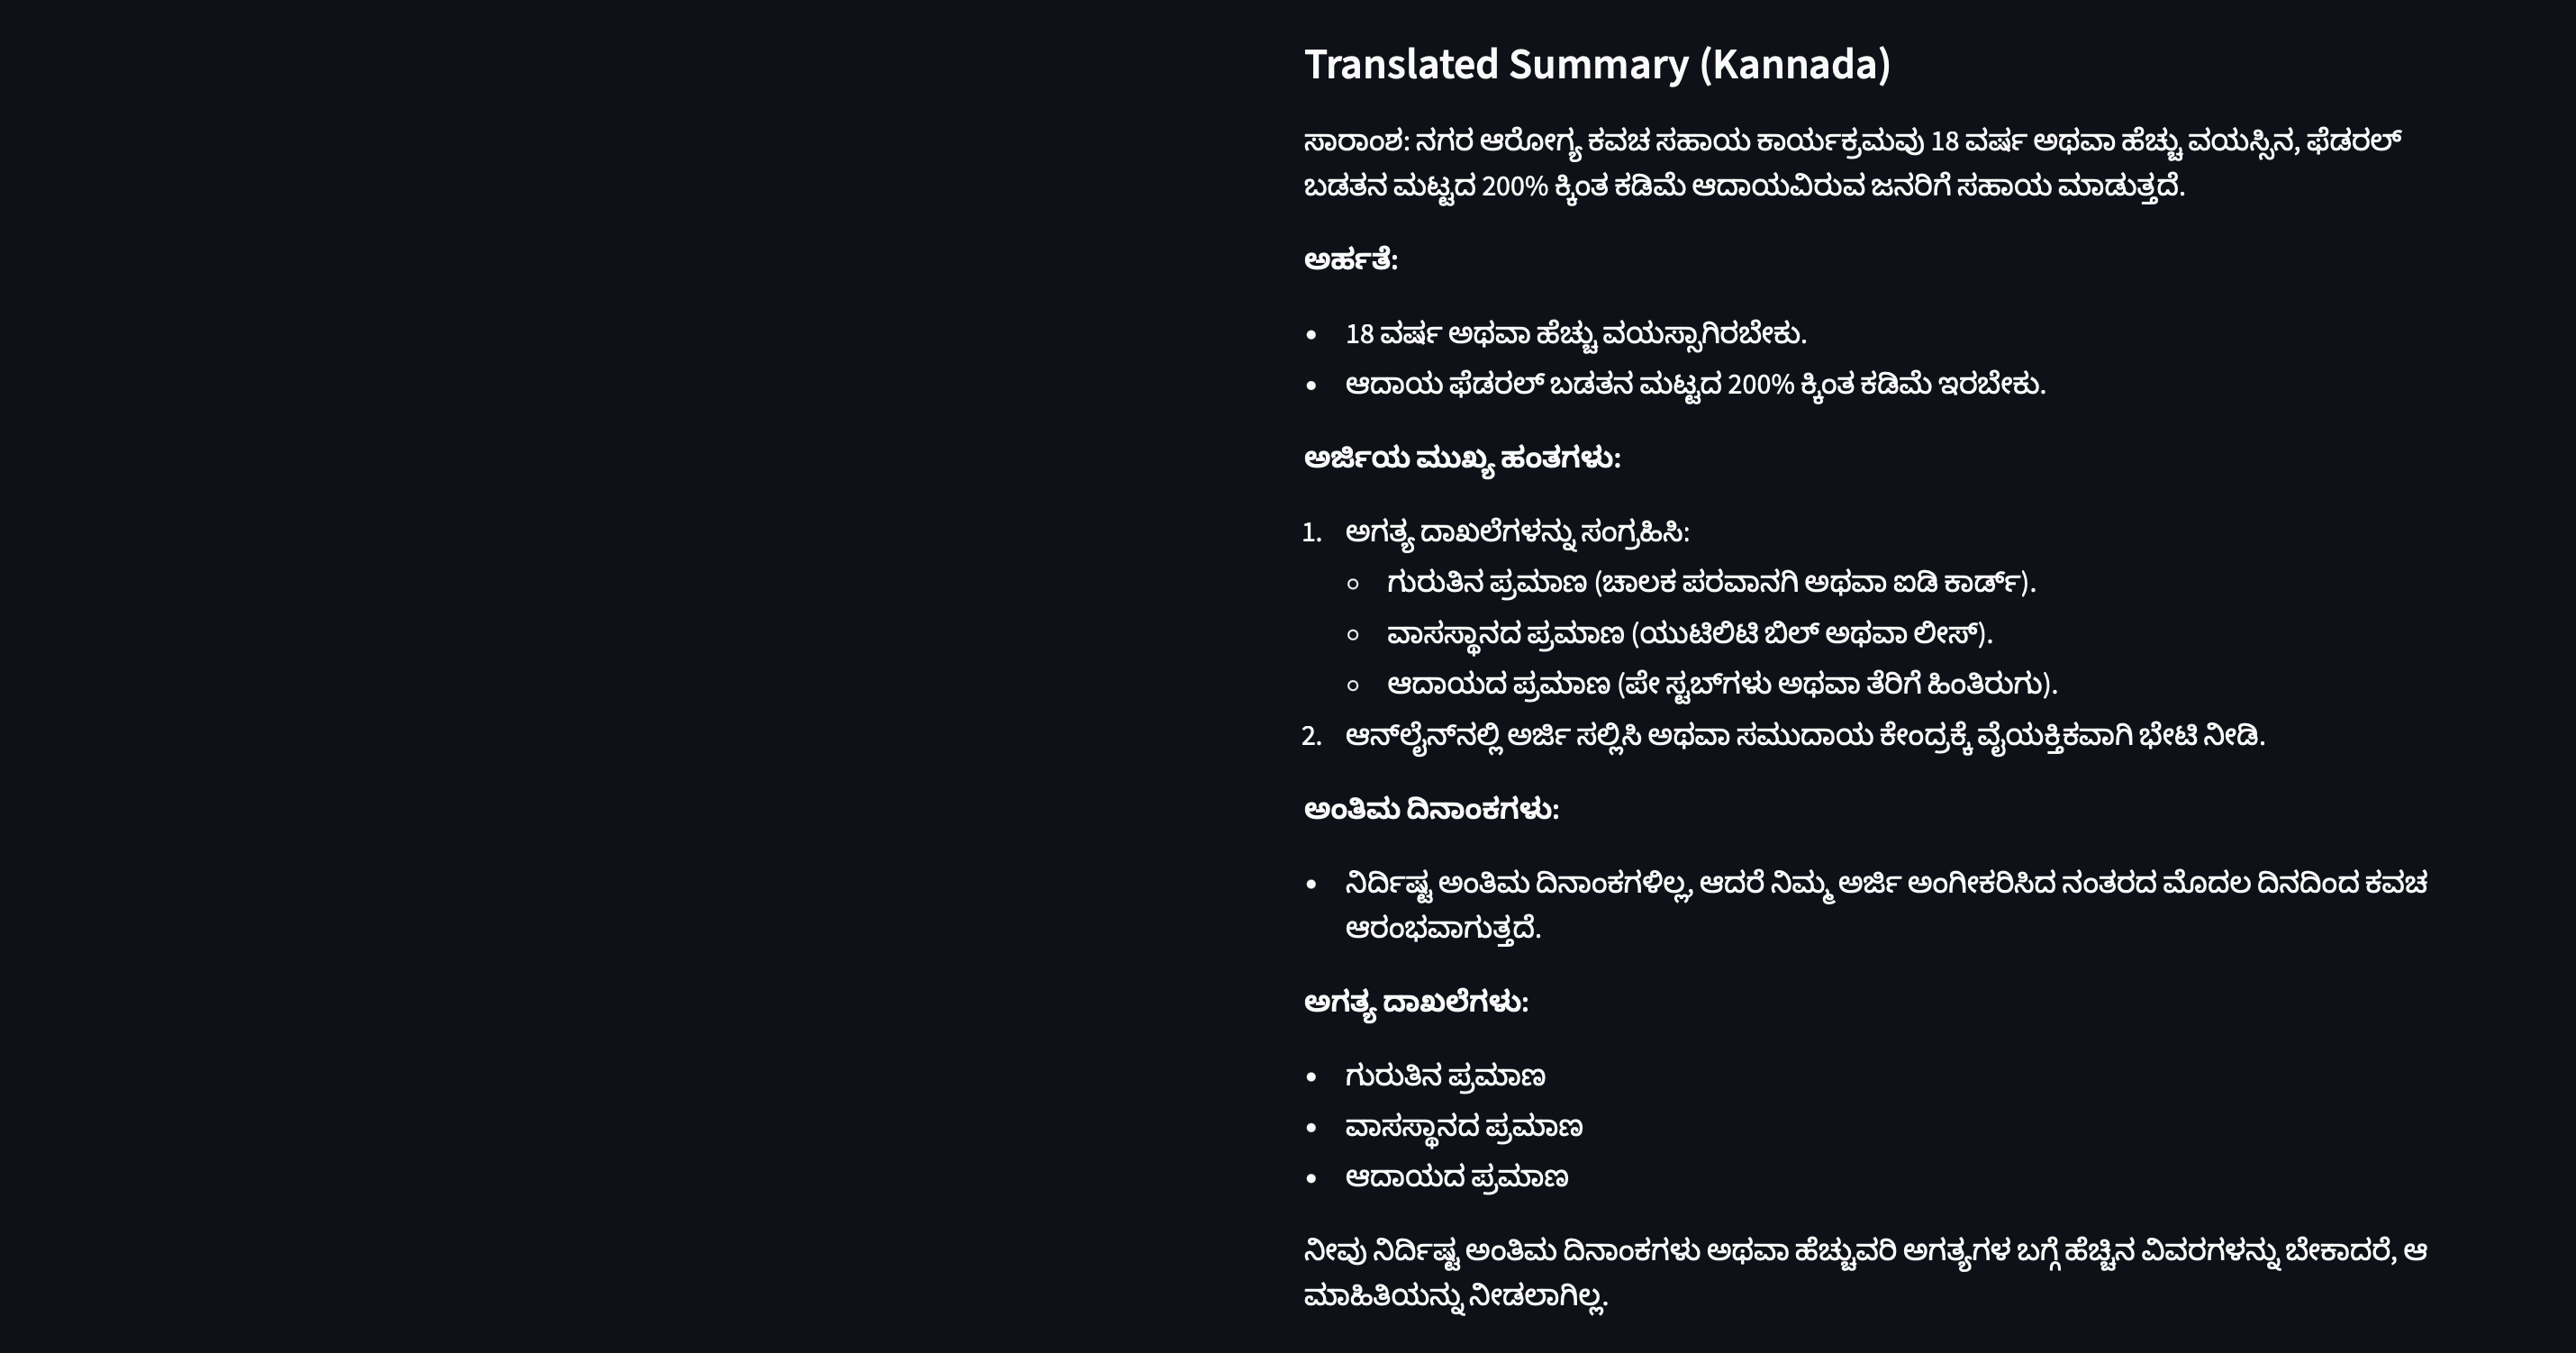 Translated Summary (Kannada)
ಸಾರಾಂಶ: ನಗರ ಆರೋಗ್ಯ ಕವಚ ಸಹಾಯ ಕಾರ್ಯಕ್ರಮವು 18 ವರ್ಷ ಅಥವಾ ಹೆಚ್ಚು ವಯಸ್ಸಿನ, ಫೆಡರಲ್
ಬಡತನ ಮಟ್ಟದ 200% ಕ್ಕಿಂತ ಕಡಿಮೆ ಆದಾಯವಿರುವ ಜನರಿಗೆ ಸಹಾಯ ಮಾಡುತ್ತದೆ.
ಅರ್ಹತೆ:
• 18 ವರ್ಷ ಅಥವಾ ಹೆಚ್ಚು ವಯಸ್ಸಾಗಿರಬೇಕು.
• ಆದಾಯ ಫೆಡರಲ್ ಬಡತನ ಮಟ್ಟದ 200% ಕ್ಕಿಂತ ಕಡಿಮೆ ಇರಬೇಕು.
ಅರ್ಜಿಯ ಮುಖ್ಯ ಹಂತಗಳು:
1. ಅಗತ್ಯ ದಾಖಲೆಗಳನ್ನು ಸಂಗ್ರಹಿಸಿ:
◦ ಗುರುತಿನ ಪ್ರಮಾಣ (ಚಾಲಕ ಪರವಾನಗಿ ಅಥವಾ ಐಡಿ ಕಾರ್ಡ್).
◦ ವಾಸಸ್ಥಾನದ ಪ್ರಮಾಣ (ಯುಟಿಲಿಟಿ ಬಿಲ್ ಅಥವಾ ಲೀಸ್).
◦ ಆದಾಯದ ಪ್ರಮಾಣ (ಪೇ ಸ್ಟಬ್‌ಗಳು ಅಥವಾ ತೆರಿಗೆ ಹಿಂತಿರುಗು).
2. ಆನ್‌ಲೈನ್‌ನಲ್ಲಿ ಅರ್ಜಿ ಸಲ್ಲಿಸಿ ಅಥವಾ ಸಮುದಾಯ ಕೇಂದ್ರಕ್ಕೆ ವೈಯಕ್ತಿಕವಾಗಿ ಭೇಟಿ ನೀಡಿ.
ಅಂತಿಮ ದಿನಾಂಕಗಳು:
• ನಿರ್ದಿಷ್ಟ ಅಂತಿಮ ದಿನಾಂಕಗಳಿಲ್ಲ, ಆದರೆ ನಿಮ್ಮ ಅರ್ಜಿ ಅಂಗೀಕರಿಸಿದ ನಂತರದ ಮೊದಲ ದಿನದಿಂದ ಕವಚ
ಆರಂಭವಾಗುತ್ತದೆ.
ಅಗತ್ಯ ದಾಖಲೆಗಳು:
• ಗುರುತಿನ ಪ್ರಮಾಣ
• ವಾಸಸ್ಥಾನದ ಪ್ರಮಾಣ
• ಆದಾಯದ ಪ್ರಮಾಣ
ನೀವು ನಿರ್ದಿಷ್ಟ ಅಂತಿಮ ದಿನಾಂಕಗಳು ಅಥವಾ ಹೆಚ್ಚುವರಿ ಅಗತ್ಯಗಳ ಬಗ್ಗೆ ಹೆಚ್ಚಿನ ವಿವರಗಳನ್ನು ಬೇಕಾದರೆ, ಆ
ಮಾಹಿತಿಯನ್ನು ನೀಡಲಾಗಿಲ್ಲ.